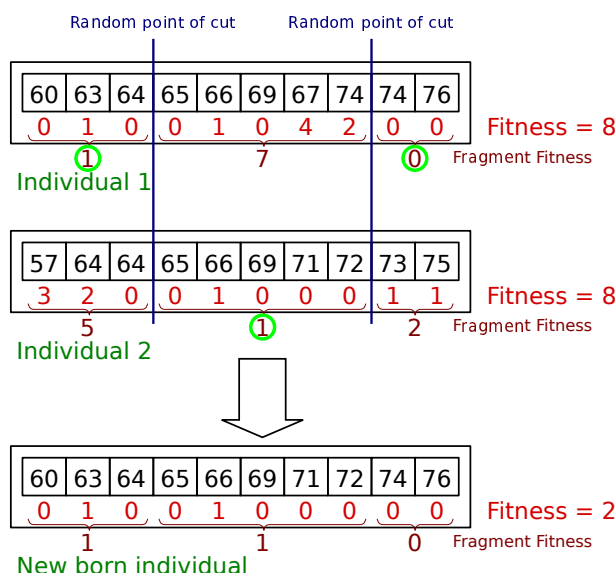 Random point of cut Random point of cut
60 63 64 65 66 69 67 74 74 76
0 1 0 0 1 0 4 2 0 0 Fitness = 8
1 7 0 Fragment Fitness
Individual 1
57 64 64 65 66 69 71 72 73 75
3 2 0 0 1 0 0 0 1 1 Fitness = 8
5 1 2 Fragment Fitness
Individual 2
60 63 64 65 66 69 71 72 74 76
0 1 0 0 1 0 0 0 0 0 Fitness = 2
1 1 0 Fragment Fitness
New born individual